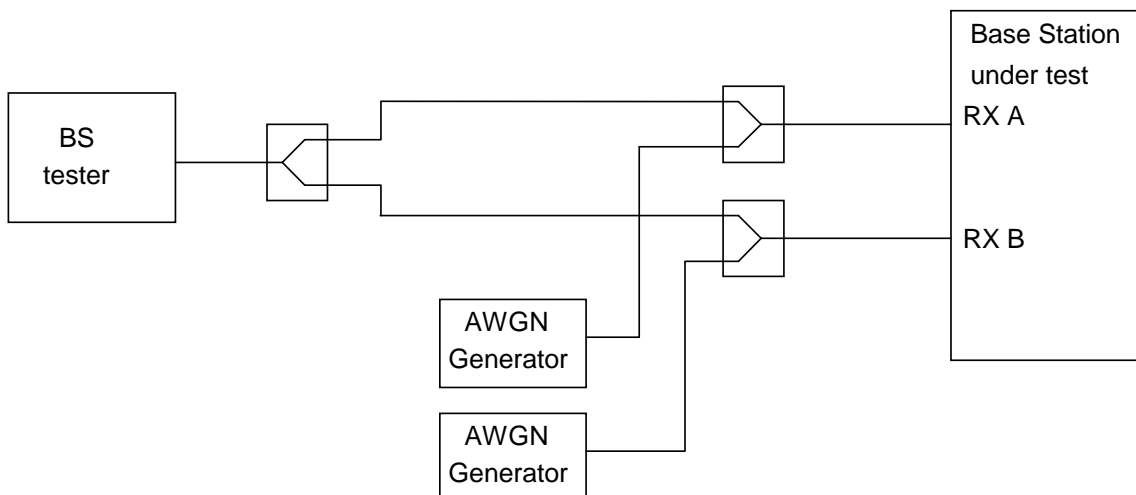 BS
tester
Base Station
under test
RX A
RX B
AWGN
Generator
AWGN
Generator